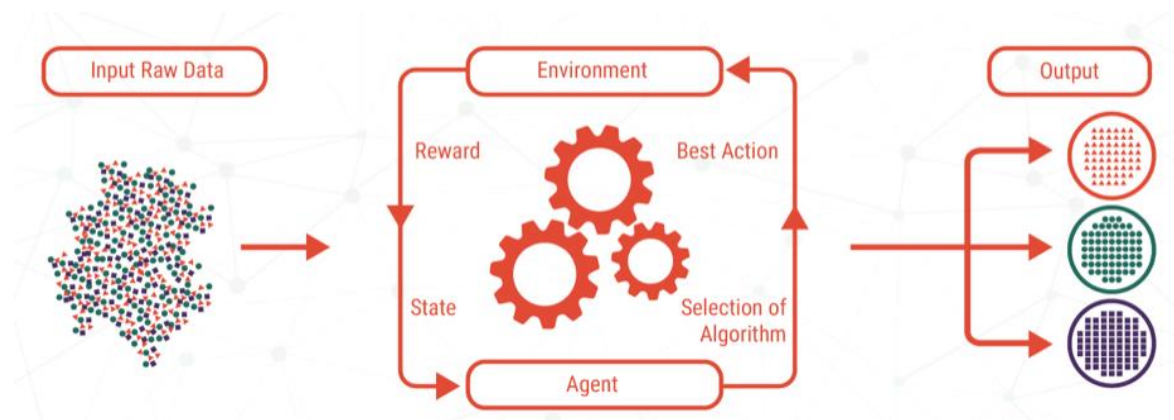 Input Raw Data
Environment
Output
Reward
Best Action
State
Selection of
Algorithm
Agent